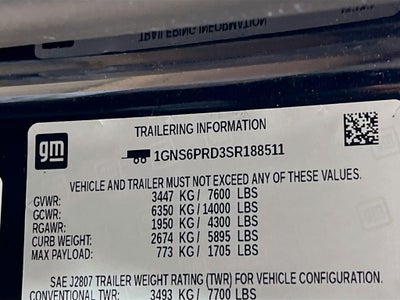 TRAILERING INFORMATION
gm
TRAILERING INFORMATION
1GNS6PRD3SR188511
VEHICLE AND TRAILER MUST NOT EXCEED ANY OF THESE VALUES.
GVWR: 3447 KG / 7600 LBS
GCWR: 6350 KG / 14000 LBS
RGAWR: 1950 KG / 4300 LBS
CURB WEIGHT: 2674 KG / 5895 LBS
MAX PAYLOAD: 773 KG / 1705 LBS
SAE J2807 TRAILER WEIGHT RATING (TWR) FOR VEHICLE CONFIGURATION.
CONVENTIONAL TWR: 3493 KG / 7700 LBS